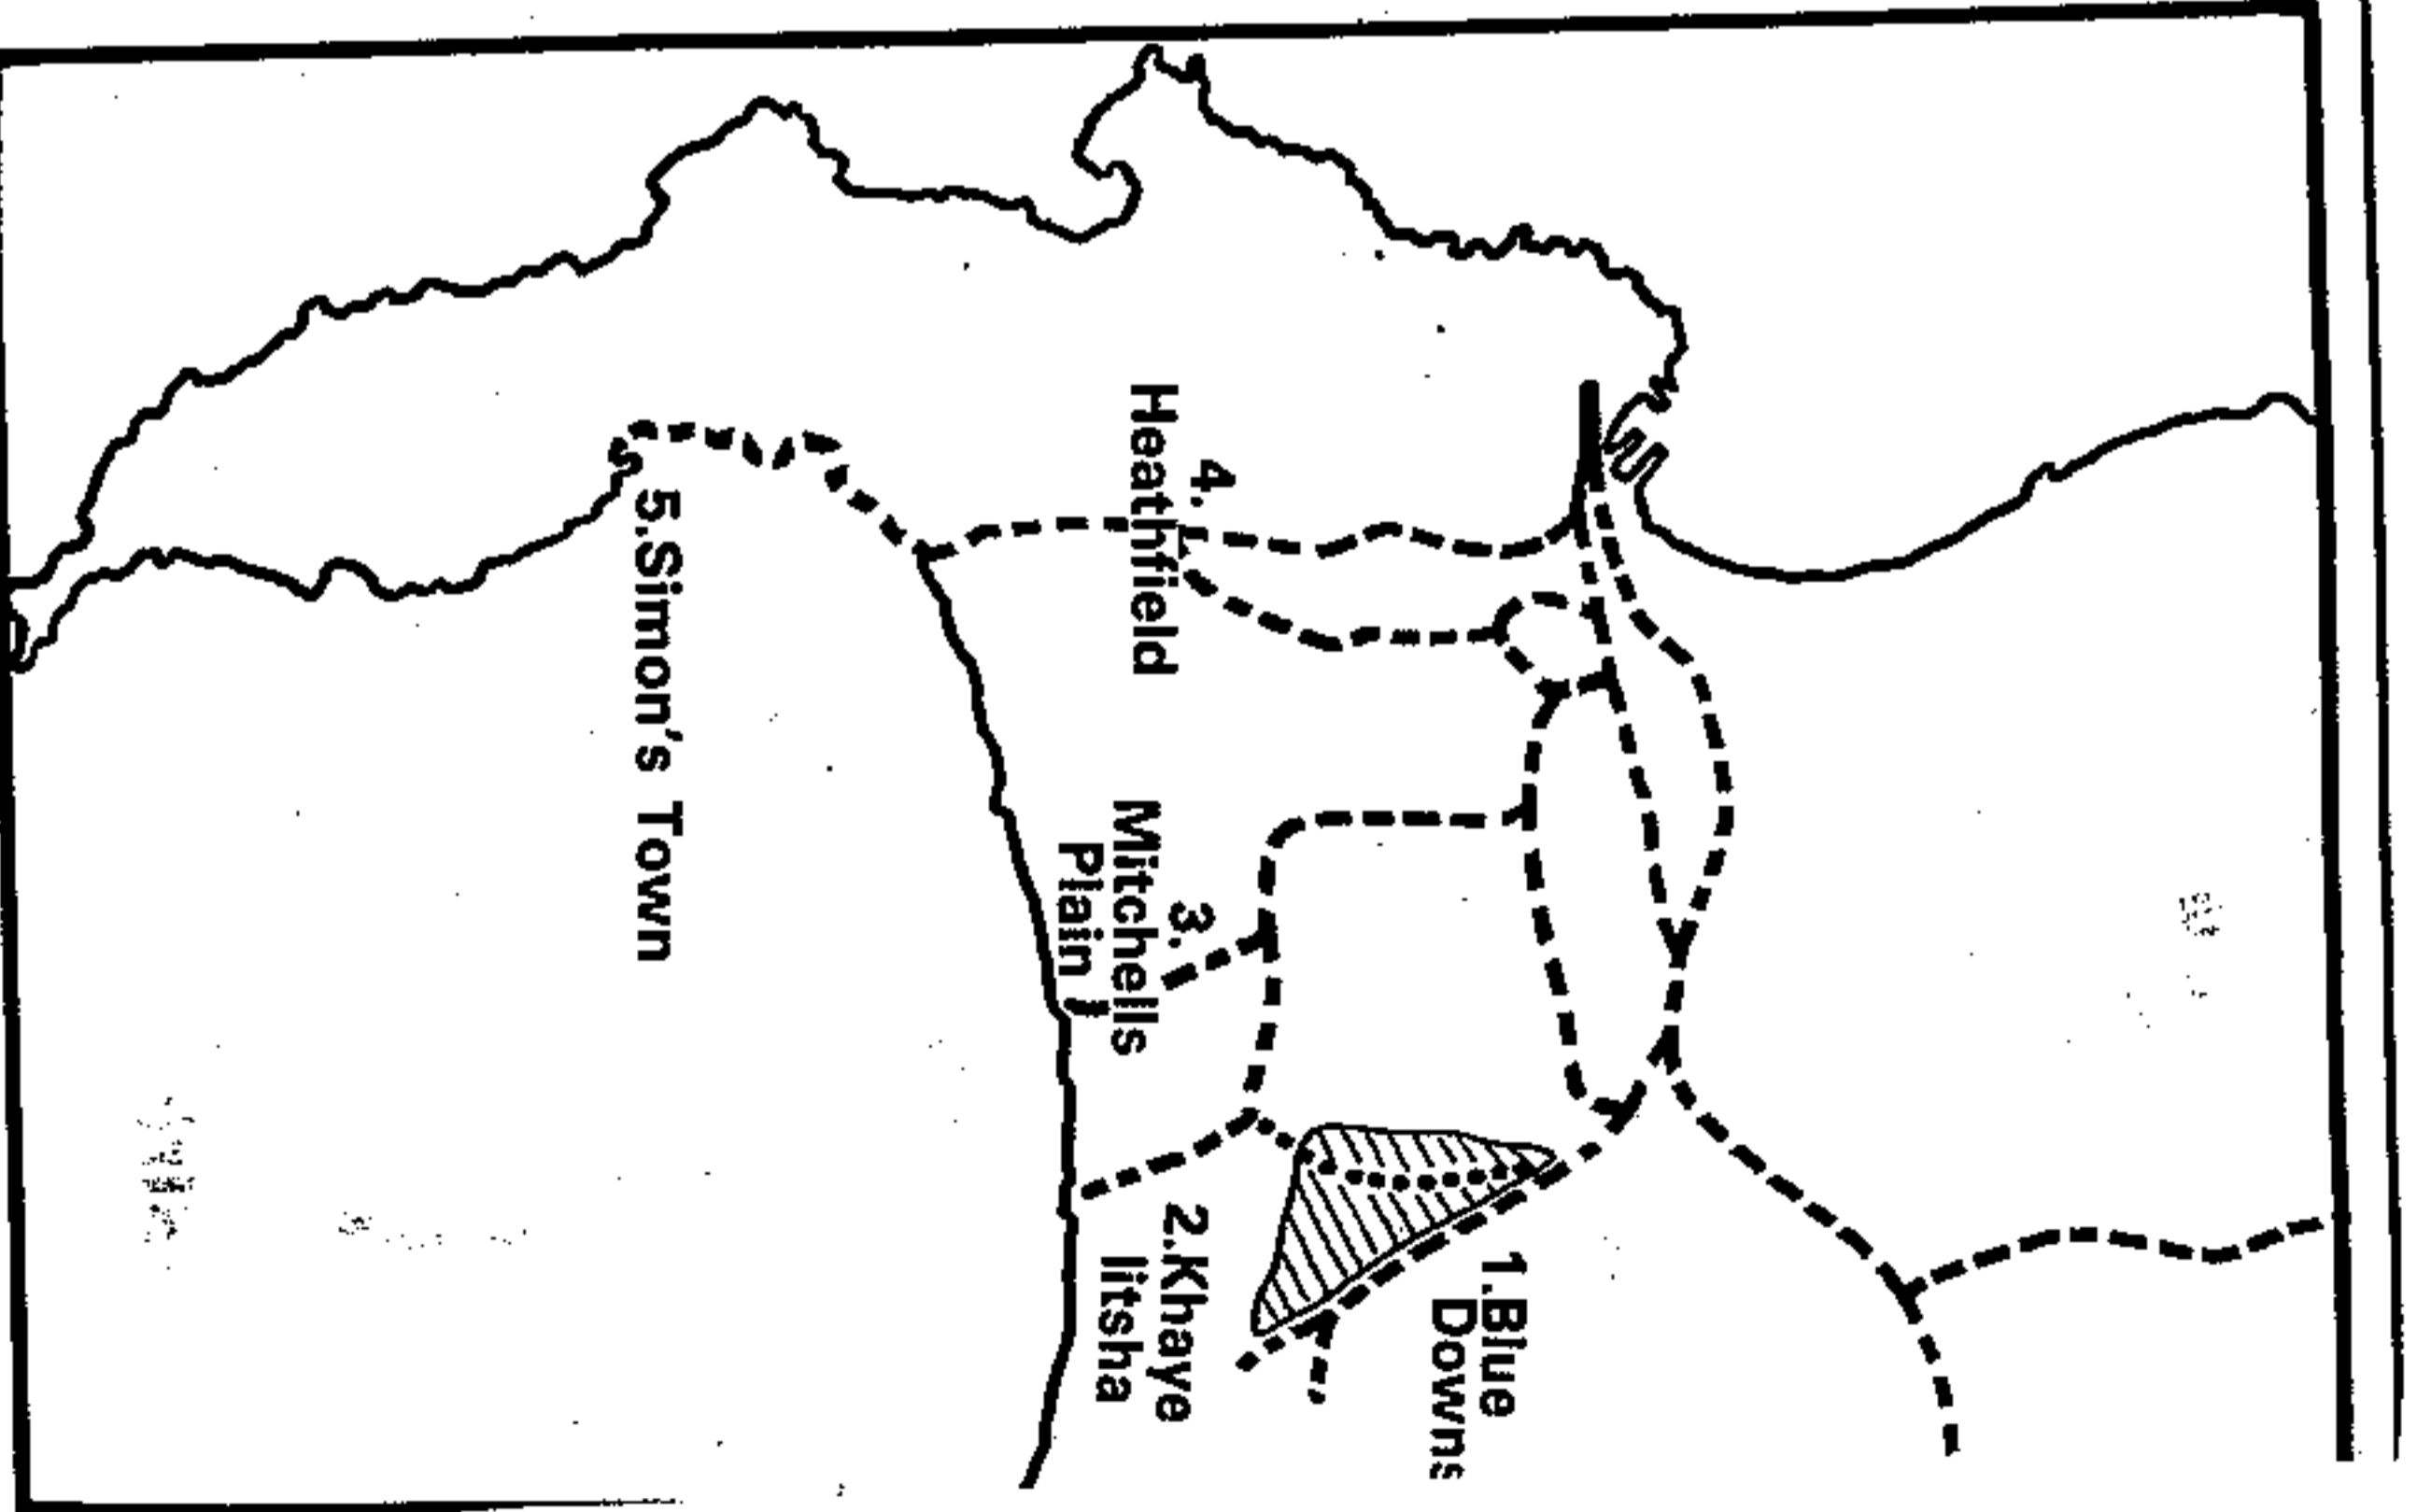 1.Blue
Downs
2.Khaye
litsha
3.
Mitchells
Plain
4.
Heathfield
5.Simon's Town